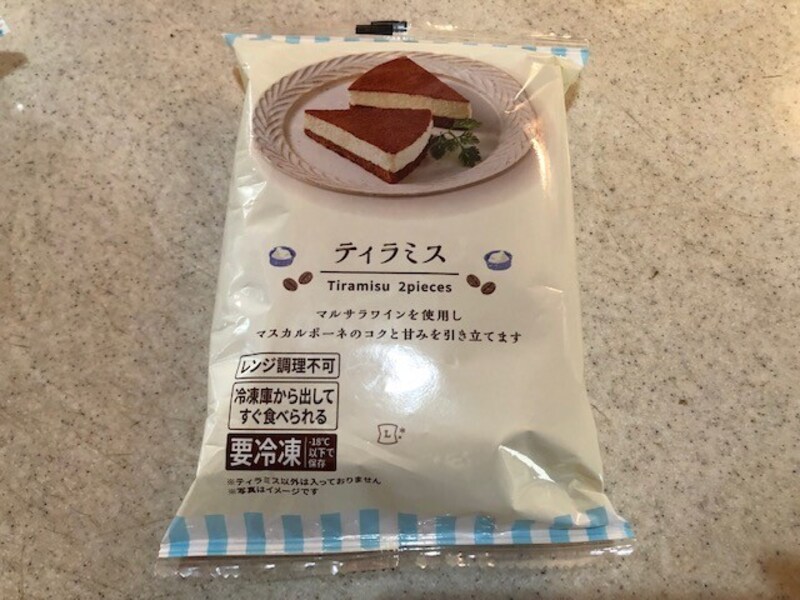 ティラミス
Tiramisu 2pieces
マルサラワインを使用し
マスカルポーネのコクと甘みを引き立てます
レンジ調理不可
冷凍庫から出して
すぐ食べられる
要冷凍
-18℃
以下で
保存
L
※ティラミス以外は入っておりません
※写真はイメージです